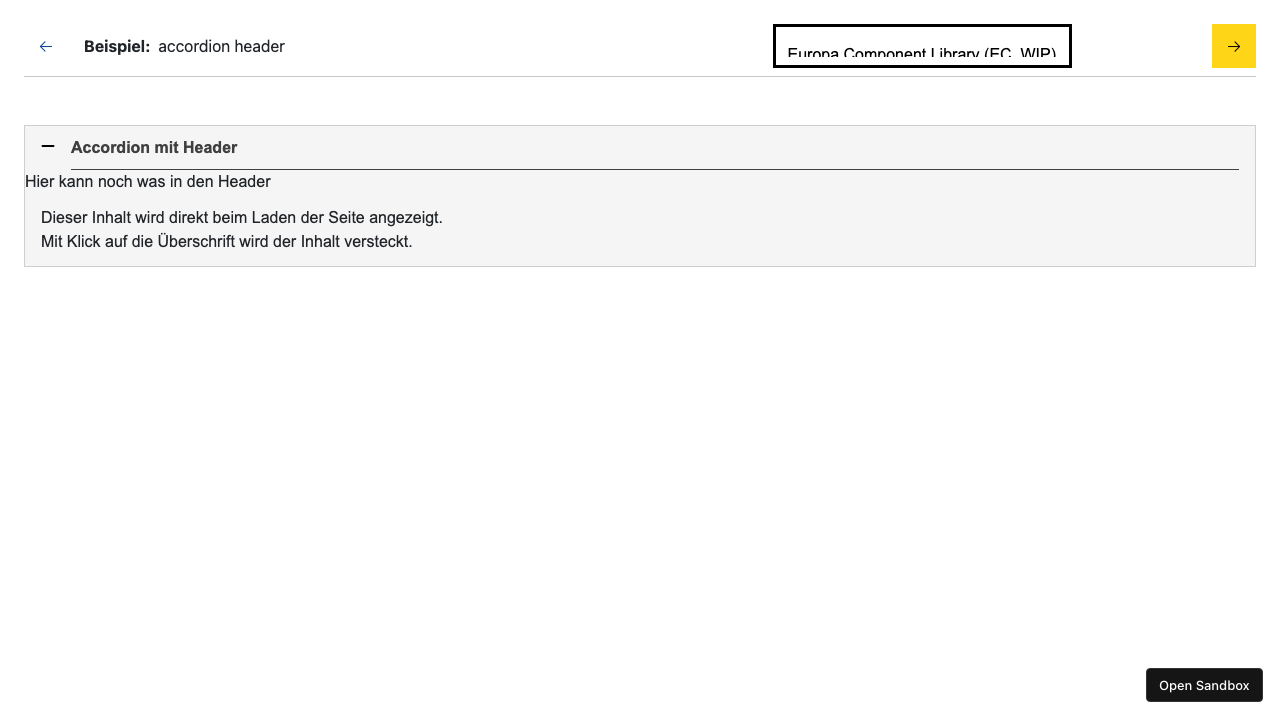 Beispiel: accordion header
Europa Component Library (EC, WIP)
Accordion mit Header
Hier kann noch was in den Header
Dieser Inhalt wird direkt beim Laden der Seite angezeigt.
Mit Klick auf die Überschrift wird der Inhalt versteckt.
Open Sandbox